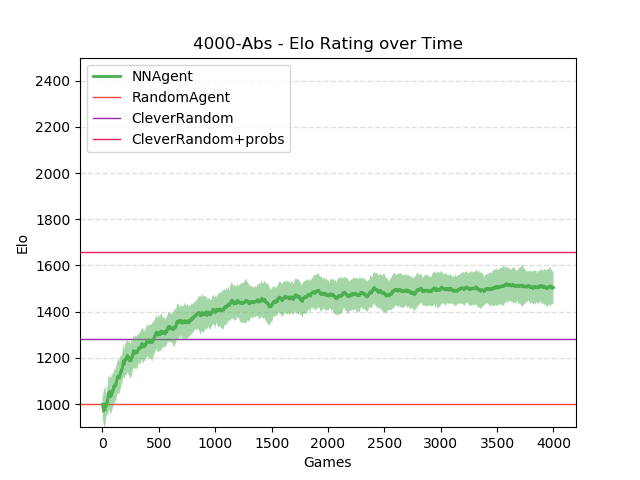 4000-Abs - Elo Rating over Time
NNAgent
RandomAgent
CleverRandom
CleverRandom+probs
2400
2200
2000
1800
1600
1400
1200
1000
Elo
0 500 1000 1500 2000 2500 3000 3500 4000
Games